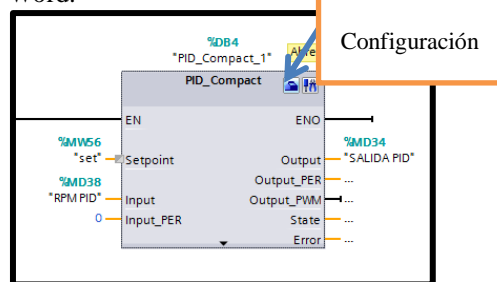 Configuración
%DB4
"PID_Compact_1"
PID_Compact
EN ENO
%MW56
"set" Setpoint
%MD38
"RPM PID" Input
0 Input_PER
%MD34
Output "SALIDA PID"
Output_PER ...
Output_PWM ...
State ...
Error ...